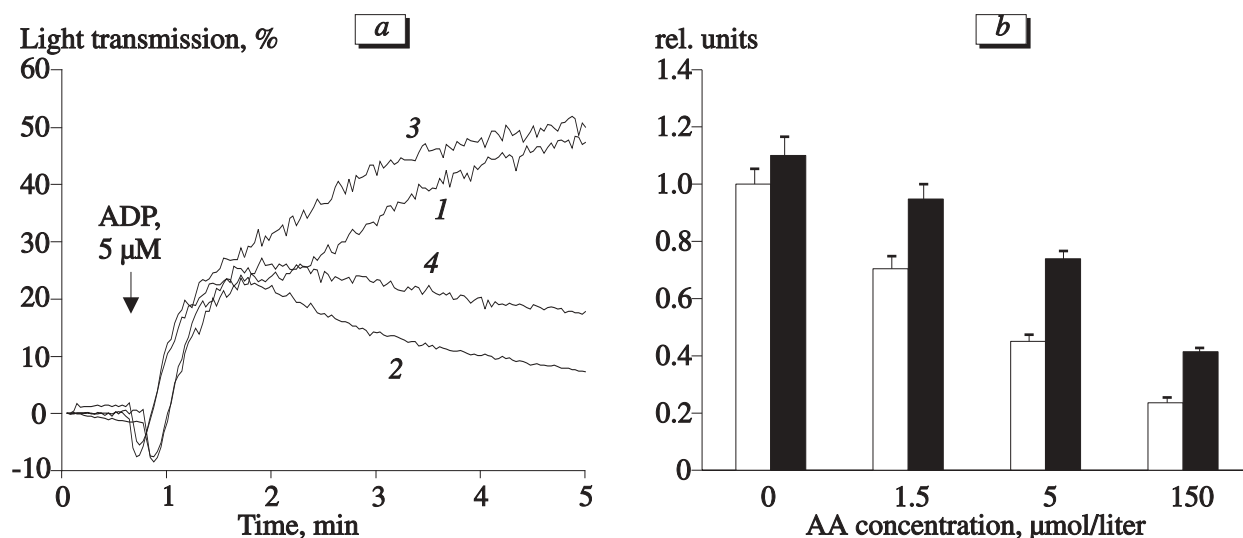 a
Light transmission, %
60
50
40
30
20
10
0
-10
ADP,
5 μM
3
1
4
2
0 1 2 3 4 5
Time, min
b
rel. units
1.4
1.2
1.0
0.8
0.6
0.4
0.2
0
0 1.5 5 150
AA concentration, μmol/liter